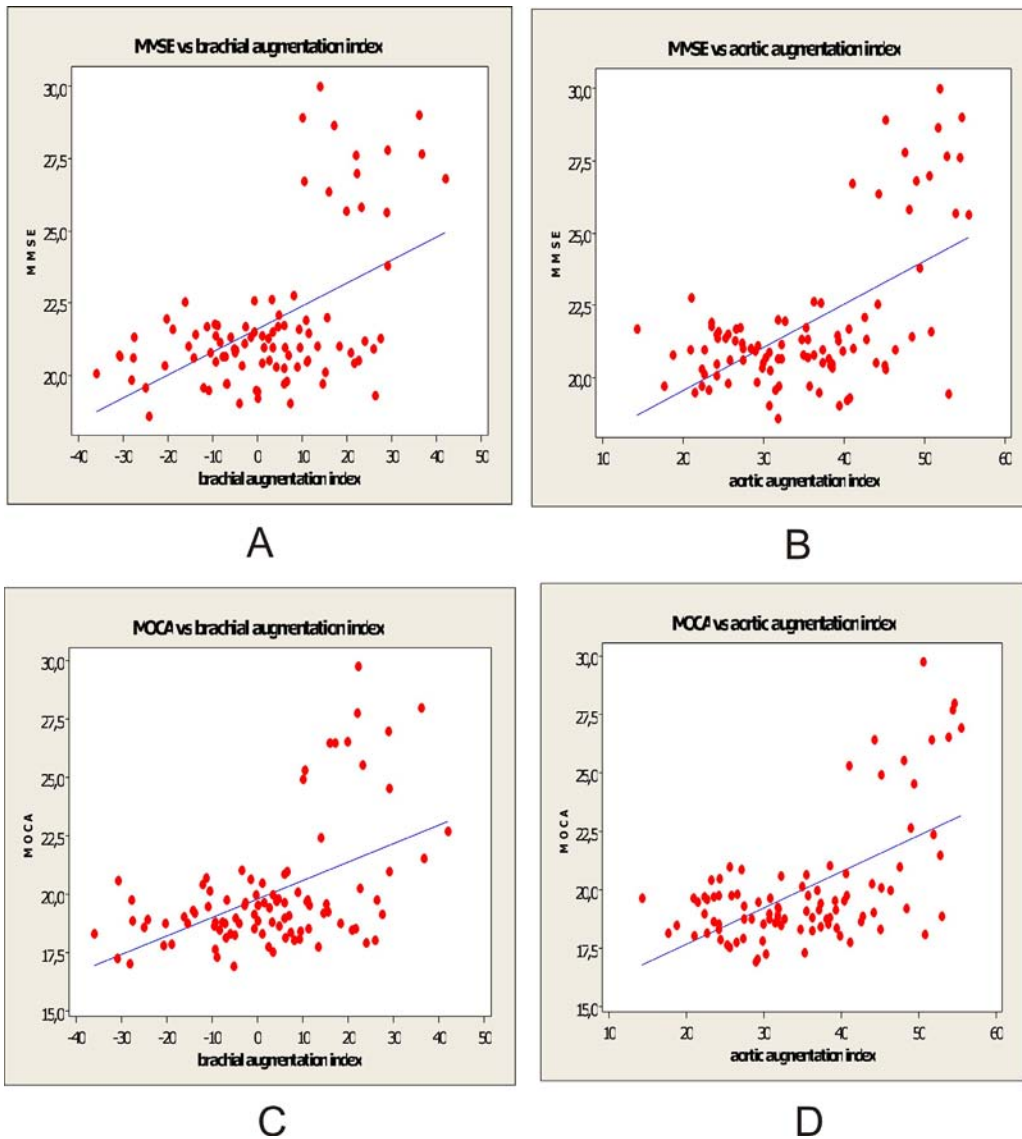 MMSE vs brachial augmentation index
30,0
27,5
25,0
22,5
20,0
MMSE
-40 -30 -20 -10 0 10 20 30 40 50
brachial augmentation index
A
MMSE vs aortic augmentation index
30,0
27,5
25,0
22,5
20,0
MMSE
10 20 30 40 50 60
aortic augmentation index
B
MOCA vs brachial augmentation index
30,0
27,5
25,0
22,5
20,0
17,5
15,0
MOCA
-40 -30 -20 -10 0 10 20 30 40 50
brachial augmentation index
C
MOCA vs aortic augmentation index
30,0
27,5
25,0
22,5
20,0
17,5
15,0
MOCA
10 20 30 40 50 60
aortic augmentation index
D